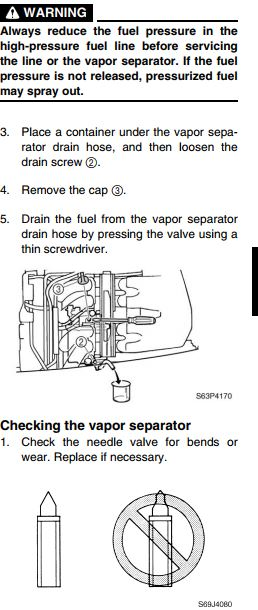 WARNING
Always reduce the fuel pressure in the
high-pressure fuel line before servicing
the line or the vapor separator. If the fuel
pressure is not released, pressurized fuel
may spray out.
3. Place a container under the vapor sepa-
rator drain hose, and then loosen the
drain screw ②.
4. Remove the cap ③.
5. Drain the fuel from the vapor separator
drain hose by pressing the valve using a
thin screwdriver.
③
②
S63P4170
Checking the vapor separator
1. Check the needle valve for bends or
wear. Replace if necessary.
S69J4080